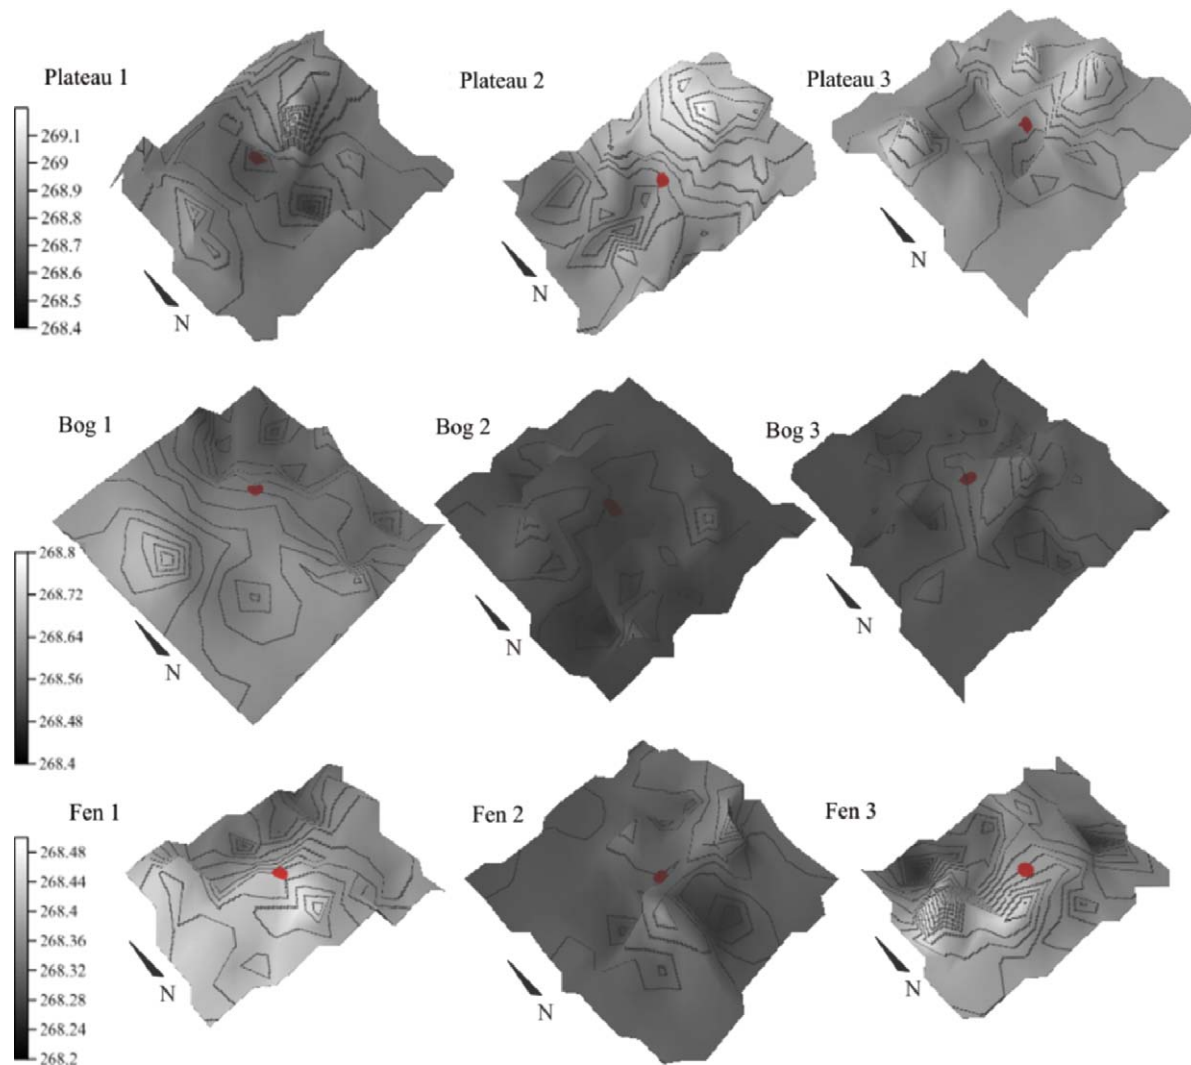 Plateau 1
Plateau 2
Plateau 3
269.1
269
268.9
268.8
268.7
268.6
268.5
268.4
N
N
N
Bog 1
Bog 2
Bog 3
268.8
268.72
268.64
268.56
268.48
268.4
N
N
N
Fen 1
Fen 2
Fen 3
268.48
268.44
268.4
268.36
268.32
268.28
268.24
268.2
N
N
N